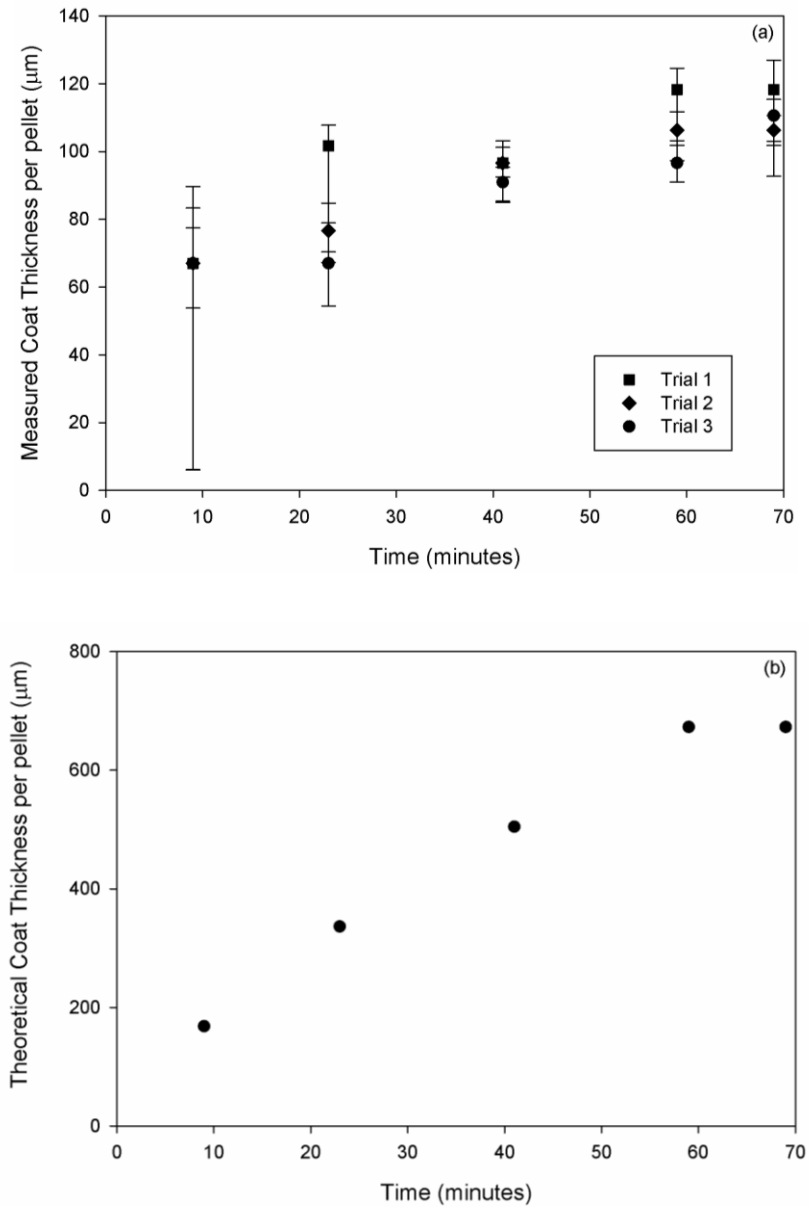 (a)
Measured Coat Thickness per pellet (μm)
140
120
100
80
60
40
20
0
Trial 1
Trial 2
Trial 3
0 10 20 30 40 50 60 70
Time (minutes)
(b)
Theoretical Coat Thickness per pellet (μm)
800
600
400
200
0
0 10 20 30 40 50 60 70
Time (minutes)